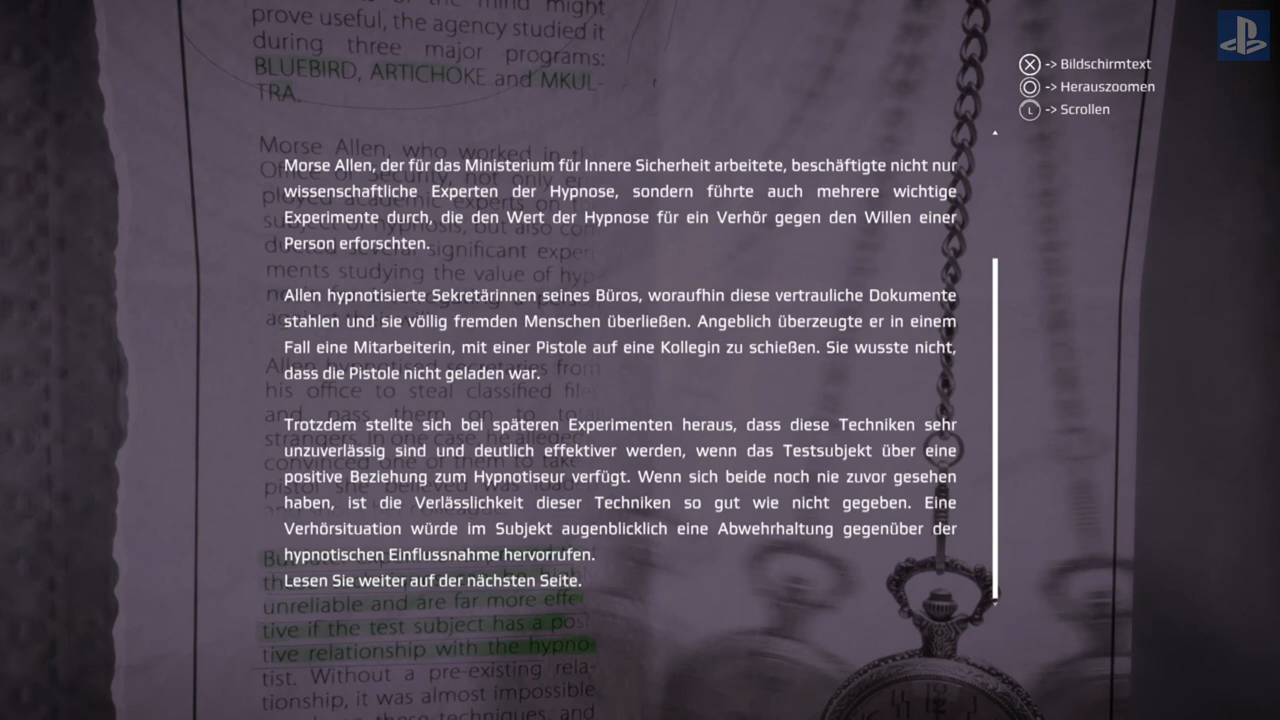 prove useful, the agency studied it
during three major programs:
BLUEBIRD, ARTICHOKE and MKUL-
TRA.
-> Bildschirmtext
-> Herauszoomen
L -> Scrollen
Morse Allen, der für das Ministerium für Innere Sicherheit arbeitete, beschäftigte nicht nur
wissenschaftliche Experten der Hypnose, sondern führte auch mehrere wichtige
Experimente durch, die den Wert der Hypnose für ein Verhör gegen den Willen einer
Person erforschten.
Allen hypnotisierte Sekretärinnen seines Büros, woraufhin diese vertrauliche Dokumente
stahlen und sie völlig fremden Menschen überließen. Angeblich überzeugte er in einem
Fall eine Mitarbeiterin, mit einer Pistole auf eine Kollegin zu schießen. Sie wusste nicht,
dass die Pistole nicht geladen war.
Trotzdem stellte sich bei späteren Experimenten heraus, dass diese Techniken sehr
unzuverlässig sind und deutlich effektiver werden, wenn das Testsubjekt über eine
positive Beziehung zum Hypnotiseur verfügt. Wenn sich beide noch nie zuvor gesehen
haben, ist die Verlässlichkeit dieser Techniken so gut wie nicht gegeben. Eine
Verhörsituation würde im Subjekt augenblicklich eine Abwehrhaltung gegenüber der
hypnotischen Einflussnahme hervorrufen.
Lesen Sie weiter auf der nächsten Seite.
unreliable and are far more effec
tive if the test subject has a posi
tive relationship with the hypno-
tist. Without a pre-existing rela-
tionship, it was almost impossible